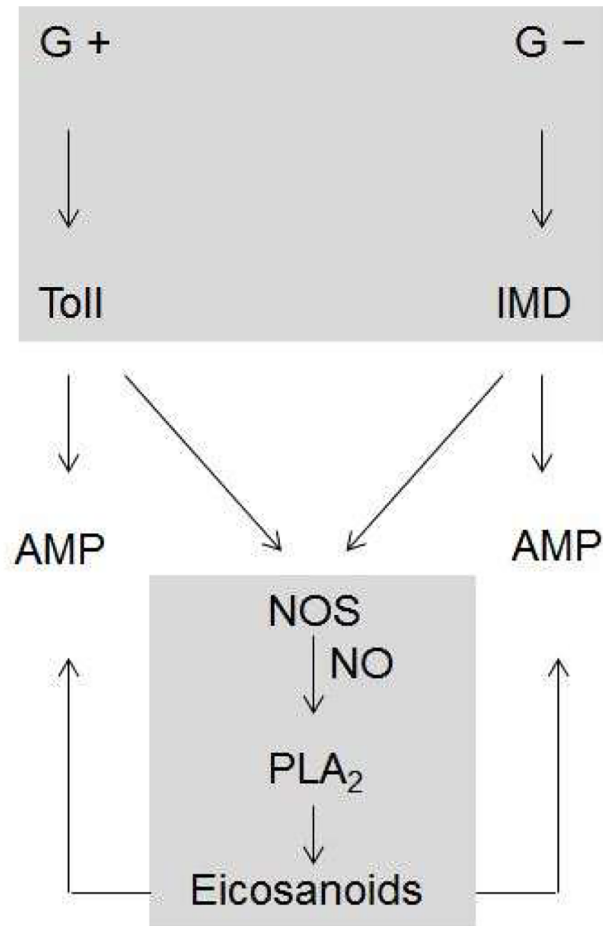 G + G −
Toll IMD
AMP AMP
NOS
NO
PLA₂
Eicosanoids